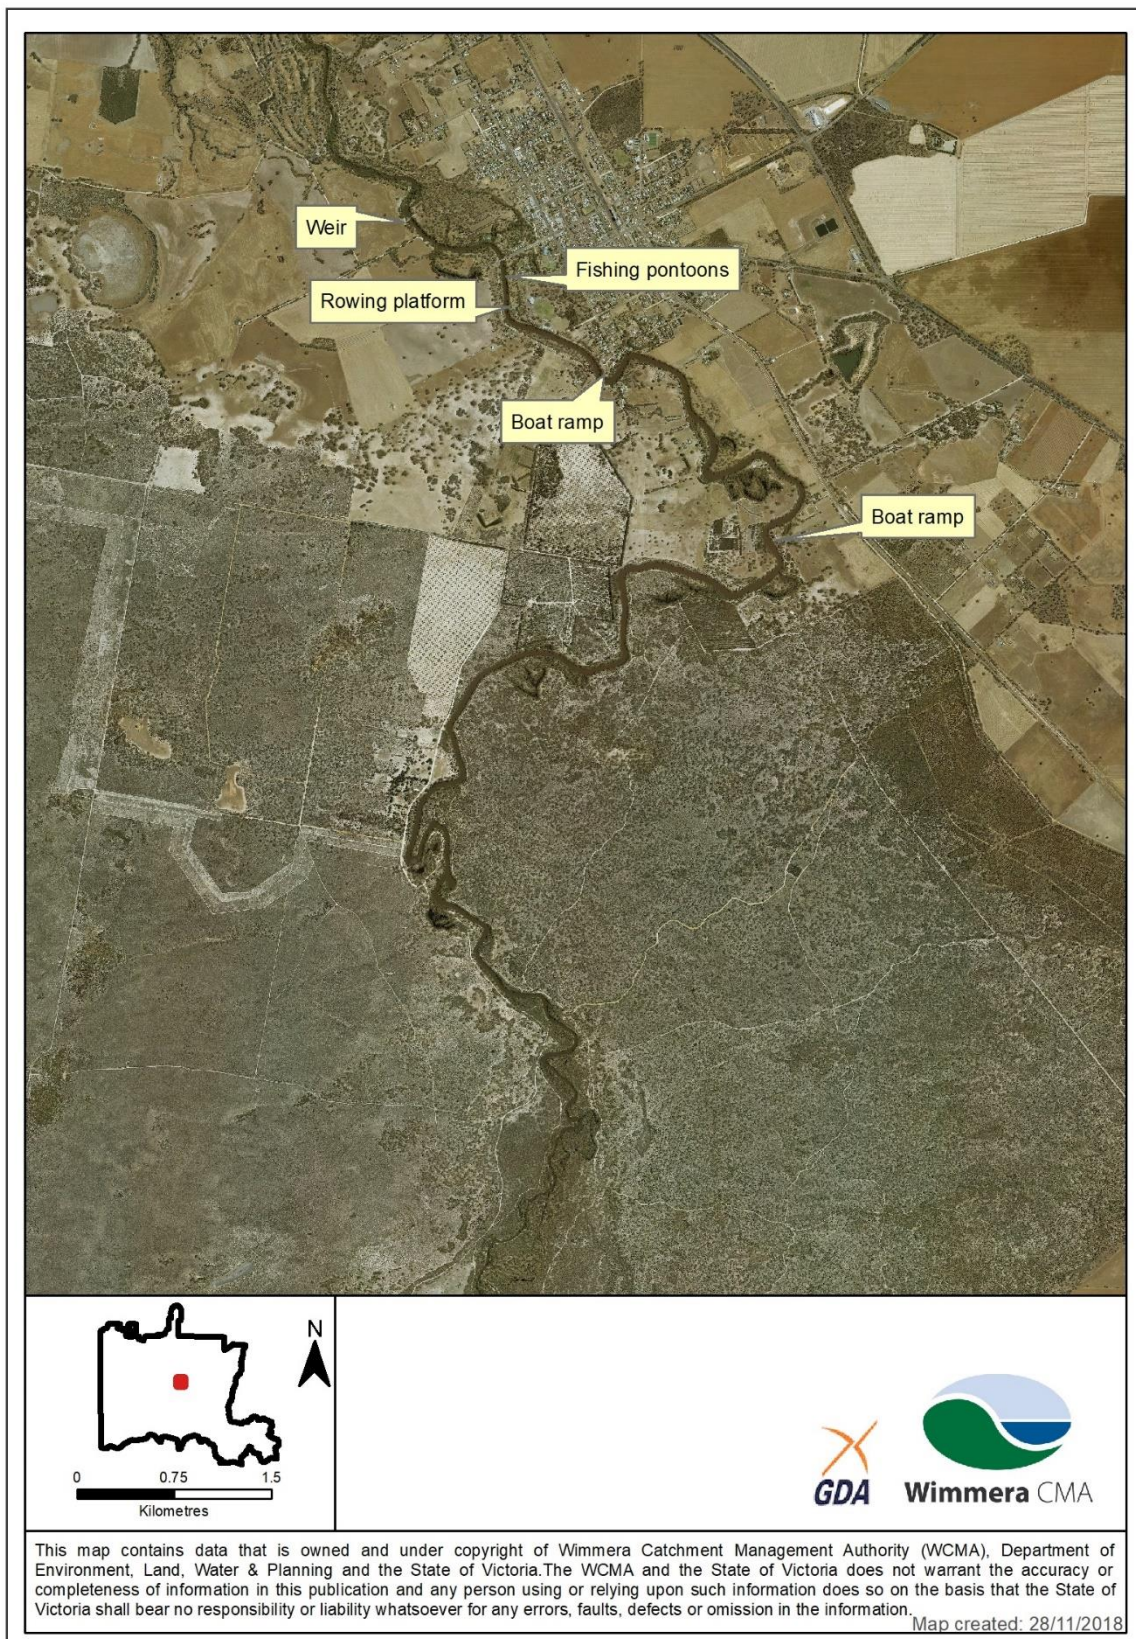 Weir
Fishing pontoons
Rowing platform
Boat ramp
Boat ramp
N
0 0.75 1.5
Kilometres
GDA
Wimmera CMA
This map contains data that is owned and under copyright of Wimmera Catchment Management Authority (WCMA), Department of
Environment, Land, Water & Planning and the State of Victoria.The WCMA and the State of Victoria does not warrant the accuracy or
completeness of information in this publication and any person using or relying upon such information does so on the basis that the State of
Victoria shall bear no responsibility or liability whatsoever for any errors, faults, defects or omission in the information.
Map created: 28/11/2018